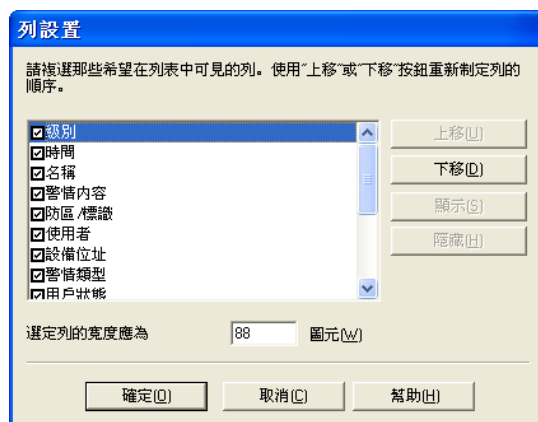 列設置
請複選那些希望在列表中可見的列。使用"上移"或"下移"按鈕重新制定列的
順序。
級別
時間
名稱
警情內容
防區/標識
使用者
設備位址
警情類型
用戶狀態
上移(U)
下移(D)
顯示(S)
隱藏(H)
選定列的寬度應為 88 圖元(W)
確定(O) 取消(C) 幫助(H)